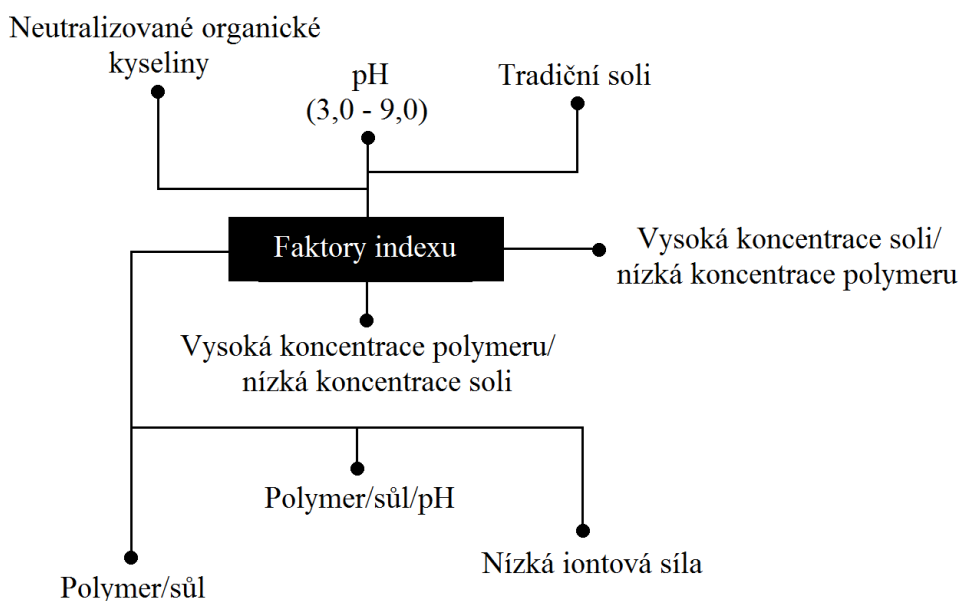 Neutralizované organické
kyseliny
pH
(3,0 - 9,0)
Tradiční soli
Faktory indexu
Vysoká koncentrace soli/
nízká koncentrace polymeru
Vysoká koncentrace polymeru/
nízká koncentrace soli
Polymer/sůl/pH
Nízká iontová síla
Polymer/sůl